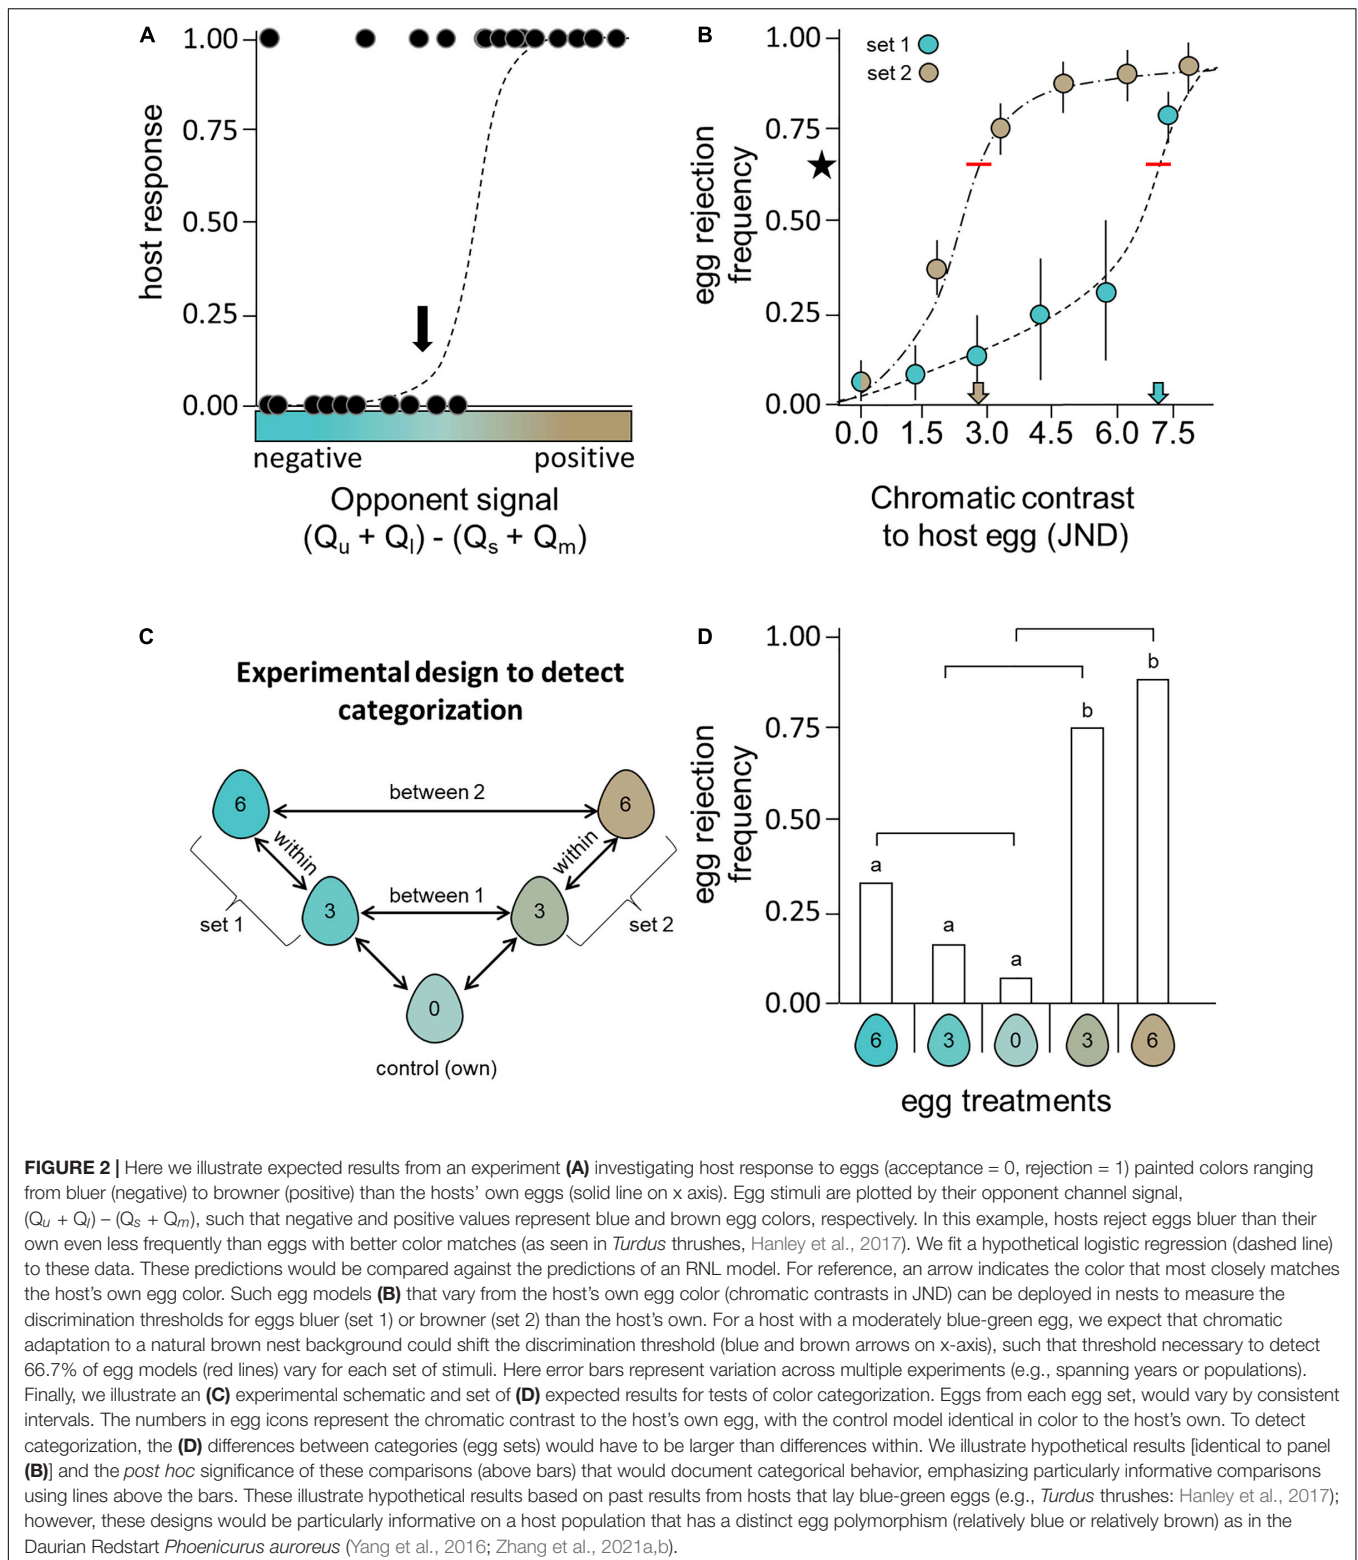 A
1.00
0.75
0.50
0.25
0.00
host response
negative
positive
Opponent signal
(Qu + Ql) - (Qs + Qm)
B
set 1
set 2
1.00
0.75
0.50
0.25
0.00
egg rejection
frequency
0.0 1.5 3.0 4.5 6.0 7.5
Chromatic contrast
to host egg (JND)
C
Experimental design to detect
categorization
6
between 2
6
within
within
3
between 1
3
set 1
set 2
0
control (own)
D
1.00
0.75
0.50
0.25
0.00
egg rejection
frequency
a
a
a
b
b
6 3 0 3 6
egg treatments
FIGURE 2 | Here we illustrate expected results from an experiment (A) investigating host response to eggs (acceptance = 0, rejection = 1) painted colors ranging
from bluer (negative) to browner (positive) than the hosts' own eggs (solid line on x axis). Egg stimuli are plotted by their opponent channel signal,
(Qu + Ql) – (Qs + Qm), such that negative and positive values represent blue and brown egg colors, respectively. In this example, hosts reject eggs bluer than their
own even less frequently than eggs with better color matches (as seen in Turdus thrushes, Hanley et al., 2017). We fit a hypothetical logistic regression (dashed line)
to these data. These predictions would be compared against the predictions of an RNL model. For reference, an arrow indicates the color that most closely matches
the host's own egg color. Such egg models (B) that vary from the host's own egg color (chromatic contrasts in JND) can be deployed in nests to measure the
discrimination thresholds for eggs bluer (set 1) or browner (set 2) than the host's own. For a host with a moderately blue-green egg, we expect that chromatic
adaptation to a natural brown nest background could shift the discrimination threshold (blue and brown arrows on x-axis), such that threshold necessary to detect
66.7% of egg models (red lines) vary for each set of stimuli. Here error bars represent variation across multiple experiments (e.g., spanning years or populations).
Finally, we illustrate an (C) experimental schematic and set of (D) expected results for tests of color categorization. Eggs from each egg set, would vary by consistent
intervals. The numbers in egg icons represent the chromatic contrast to the host's own egg, with the control model identical in color to the host's own. To detect
categorization, the (D) differences between categories (egg sets) would have to be larger than differences within. We illustrate hypothetical results [identical to panel
(B)] and the post hoc significance of these comparisons (above bars) that would document categorical behavior, emphasizing particularly informative comparisons
using lines above the bars. These illustrate hypothetical results based on past results from hosts that lay blue-green eggs (e.g., Turdus thrushes: Hanley et al., 2017);
however, these designs would be particularly informative on a host population that has a distinct egg polymorphism (relatively blue or relatively brown) as in the
Daurian Redstart Phoenicurus auroreus (Yang et al., 2016; Zhang et al., 2021a,b).